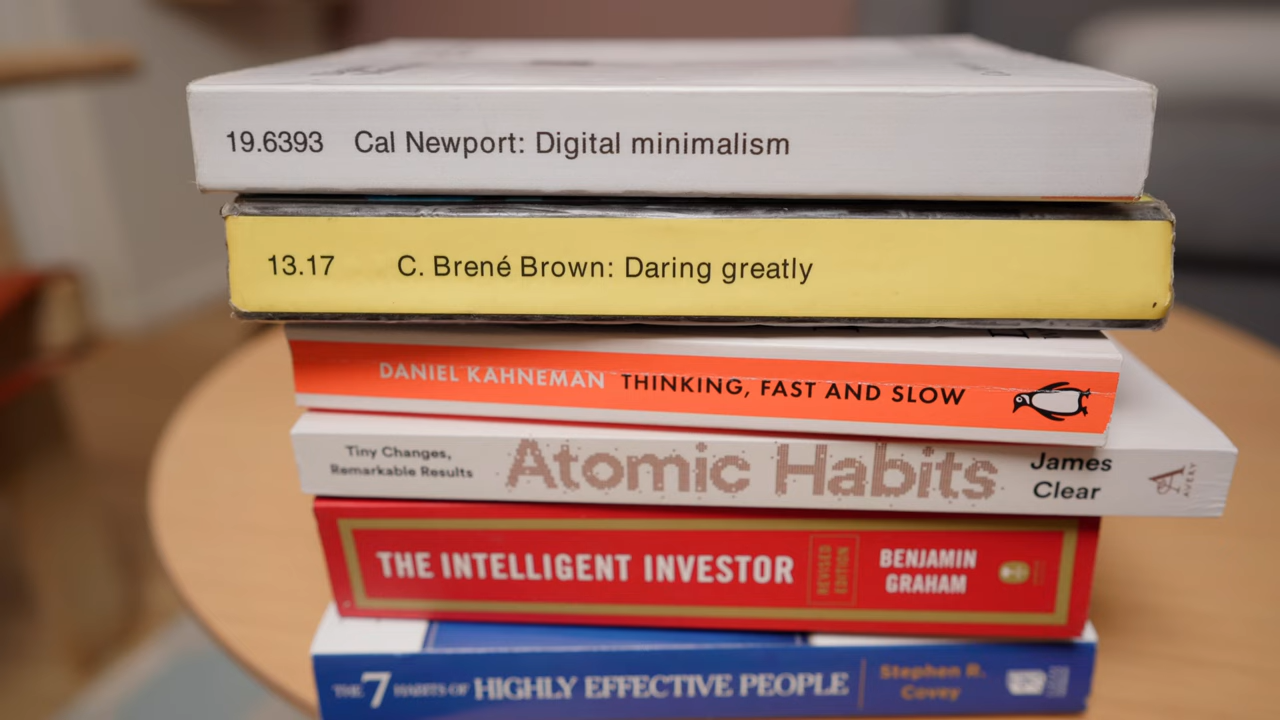 19.6393 Cal Newport: Digital minimalism
13.17 C. Brené Brown: Daring greatly
DANIEL KAHNEMAN THINKING, FAST AND SLOW
Tiny Changes,
Remarkable Results
Atomic Habits
James
Clear
A
AVERY
THE INTELLIGENT INVESTOR
REVISED
EDITION
BENJAMIN
GRAHAM
THE 7 HABITS OF HIGHLY EFFECTIVE PEOPLE
Stephen R.
Covey